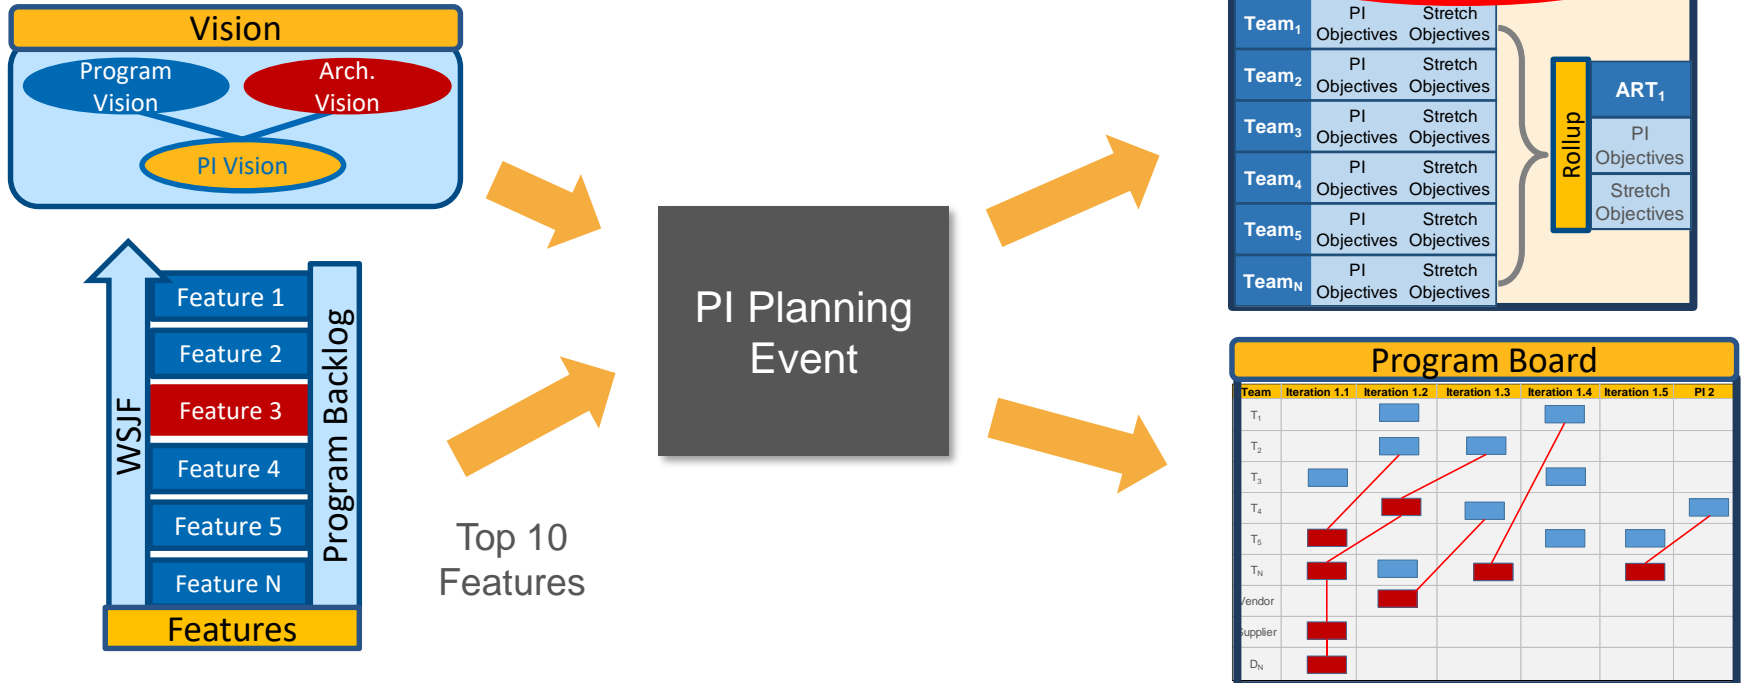 Vision
Program
Vision
Arch.
Vision
PI Vision
WSJF
Feature 1
Feature 2
Feature 3
Feature 4
Feature 5
Feature N
Program Backlog
Features
Top 10
Features
PI Planning
Event
Team1 PI Objectives Stretch Objectives
Team2 PI Objectives Stretch Objectives
Team3 PI Objectives Stretch Objectives
Team4 PI Objectives Stretch Objectives
Team5 PI Objectives Stretch Objectives
TeamN PI Objectives Stretch Objectives
Rollup
ART1
PI
Objectives
Stretch
Objectives
Program Board
Team Iteration 1.1 Iteration 1.2 Iteration 1.3 Iteration 1.4 Iteration 1.5 PI 2
T1
T2
T3
T4
T5
TN
Vendor
Supplier
DN